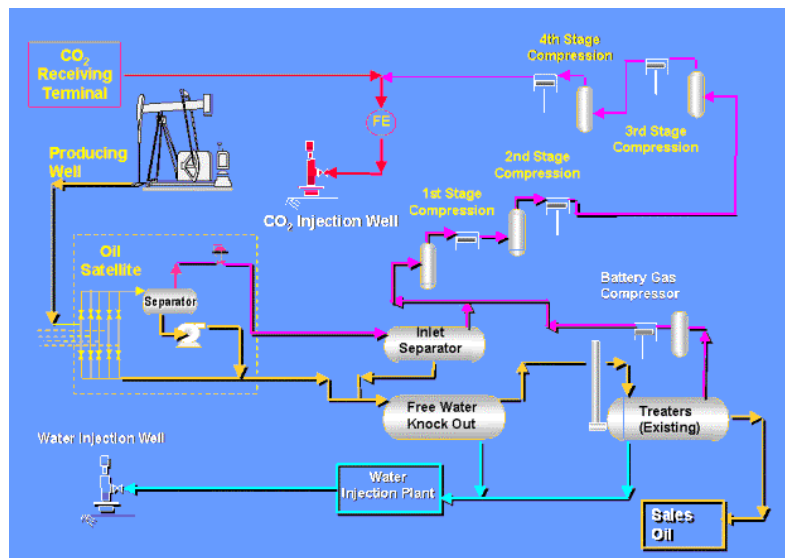 CO2
Receiving
Terminal
4th Stage
Compression
FE
3rd Stage
Compression
Producing
Well
2nd Stage
Compression
1st Stage
Compression
CO2 Injection Well
Oil
Satellite
Separator
Battery Gas
Compressor
Inlet
Separator
Free Water
Knock Out
Treaters
(Existing)
Water Injection Well
Water
Injection Plant
Sales
Oil